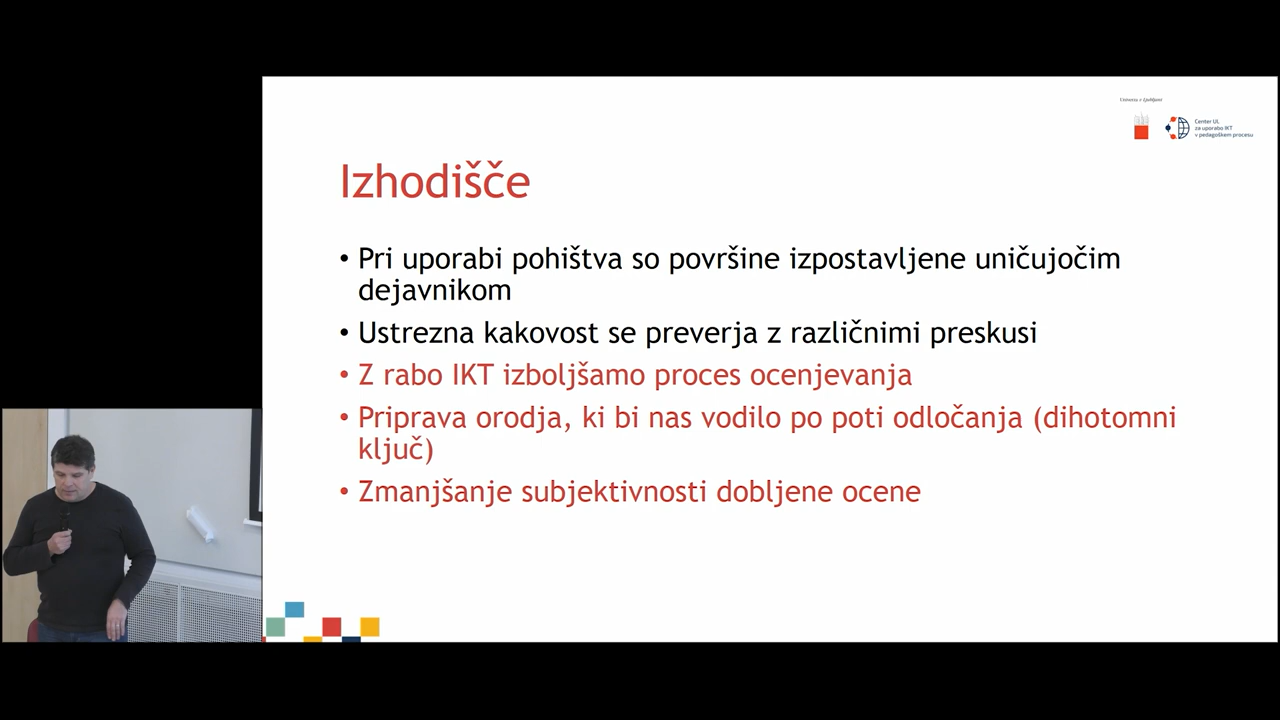 Univerza v Ljubljani
Center UL
za uporabo IKT
v pedagoškem procesu
Izhodišče
• Pri uporabi pohištva so površine izpostavljene uničujočim
dejavnikom
• Ustrezna kakovost se preverja z različnimi preskusi
• Z rabo IKT izboljšamo proces ocenjevanja
• Priprava orodja, ki bi nas vodilo po poti odločanja (dihotomni
ključ)
• Zmanjšanje subjektivnosti dobljene ocene